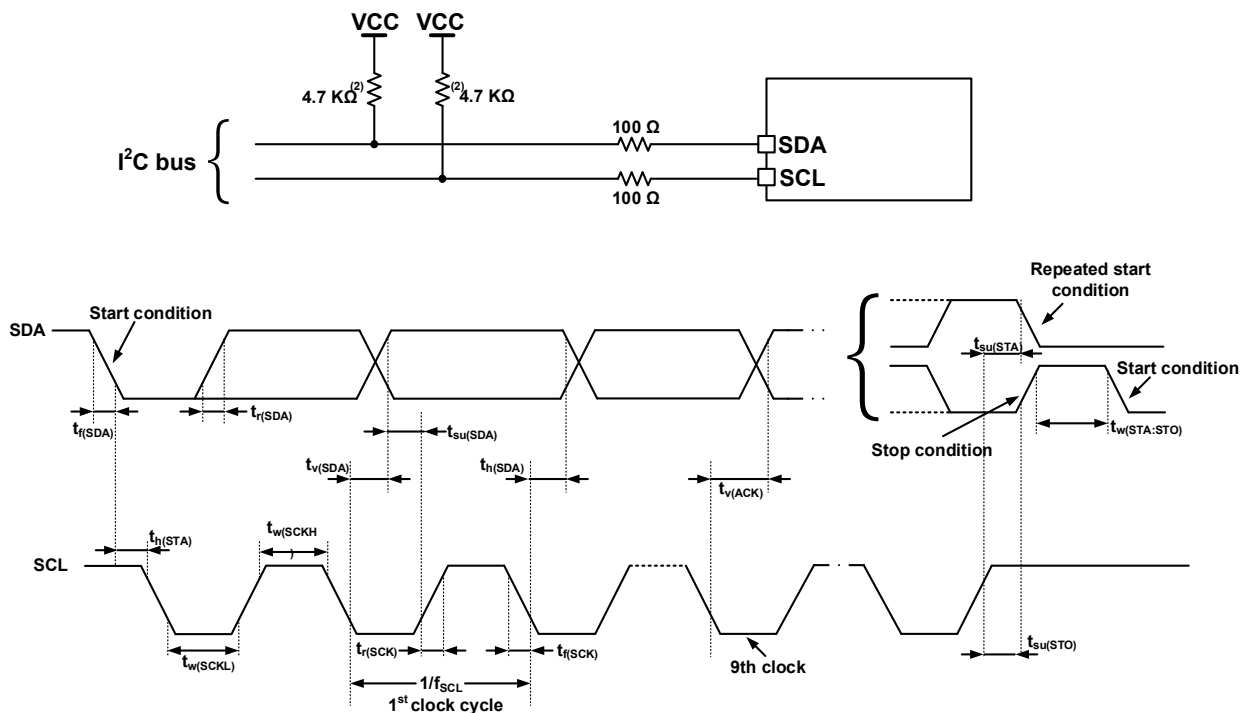 VCC VCC
4.7 KΩ(2) (2)4.7 KΩ
100 Ω
SDA
I2C bus
SCL
100 Ω
Repeated start
condition
Start condition
SDA
tsu(STA)
Start condition
tr(SDA)
tf(SDA)
tsu(SDA)
tw(STA:STO)
Stop condition
tv(SDA)
th(SDA)
tv(ACK)
tw(SCKH
)
th(STA)
SCL
tr(SCK)
tf(SCK)
tsu(STO)
tw(SCKL)
9th clock
1/fSCL
1st clock cycle